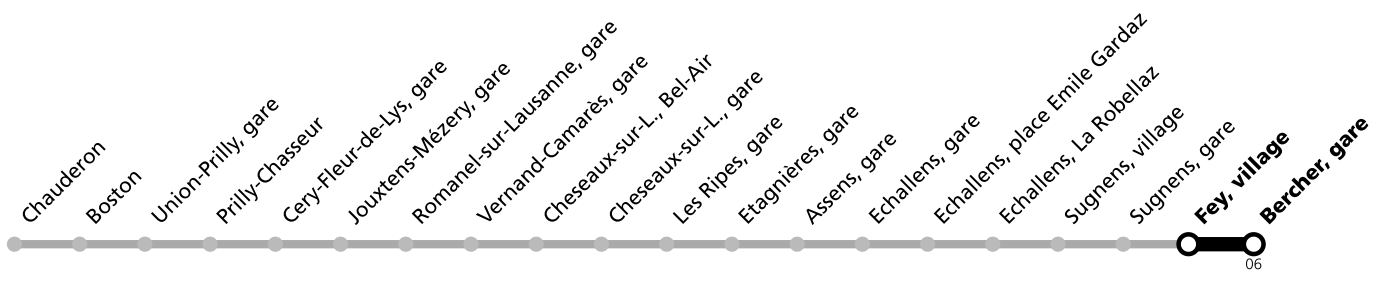 Chauderon
Boston
Union-Prilly, gare
Prilly-Chasseur
Cery-Fleur-de-Lys, gare
Jouxtens-Mézery, gare
Romanel-sur-Lausanne, gare
Vernand-Camarès, gare
Cheseaux-sur-L., Bel-Air
Cheseaux-sur-L., gare
Les Ripes, gare
Etagnières, gare
Assens, gare
Echallens, gare
Echallens, place Emile Gardaz
Echallens, La Robellaz
Sugnens, village
Sugnens, gare
Fey, village
Bercher, gare
06